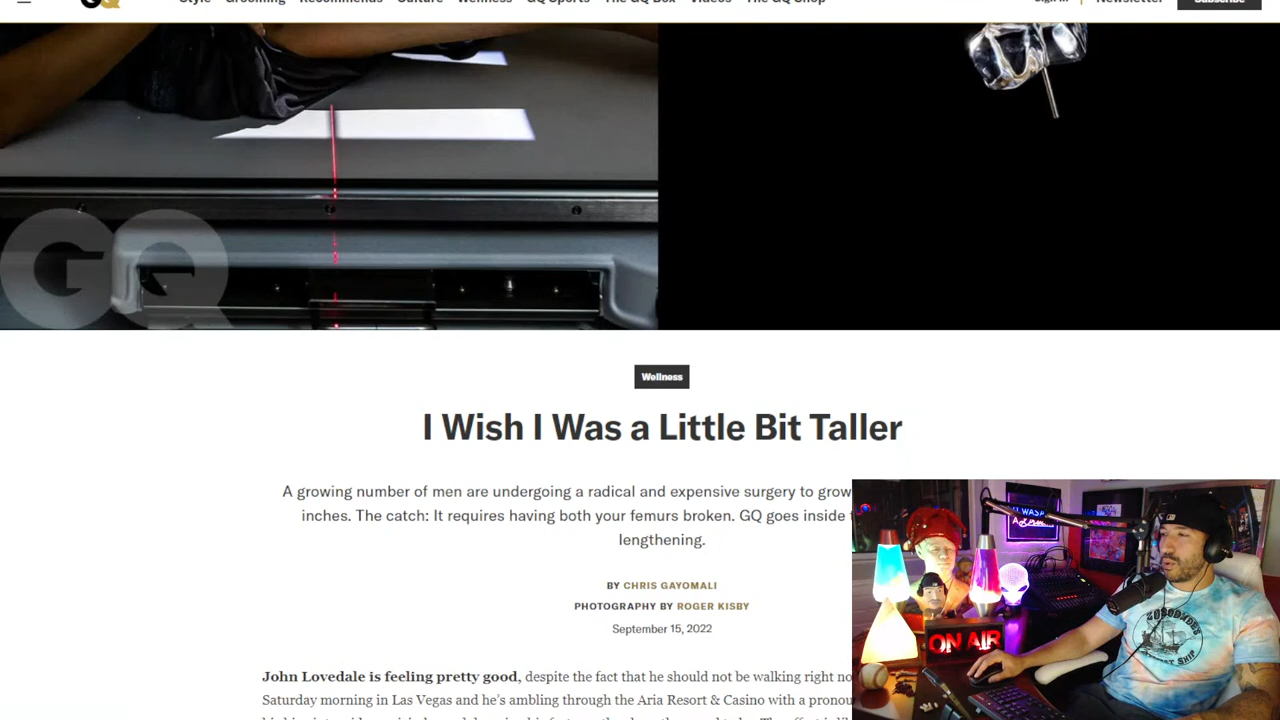 GQ
Style Grooming Recommends Culture Wellness GQ Sports The GQ Box Videos The GQ Shop Sign In Newsletter Subscribe
GQ
Wellness
I Wish I Was a Little Bit Taller
A growing number of men are undergoing a radical and expensive surgery to grow
inches. The catch: It requires having both your femurs broken. GQ goes inside
lengthening.
BY CHRIS GAYOMALI
PHOTOGRAPHY BY ROGER KISBY
September 15, 2022
John Lovedale is feeling pretty good, despite the fact that he should not be walking right
Saturday morning in Las Vegas and he's ambling through the Aria Resort & Casino with a
ON AIR